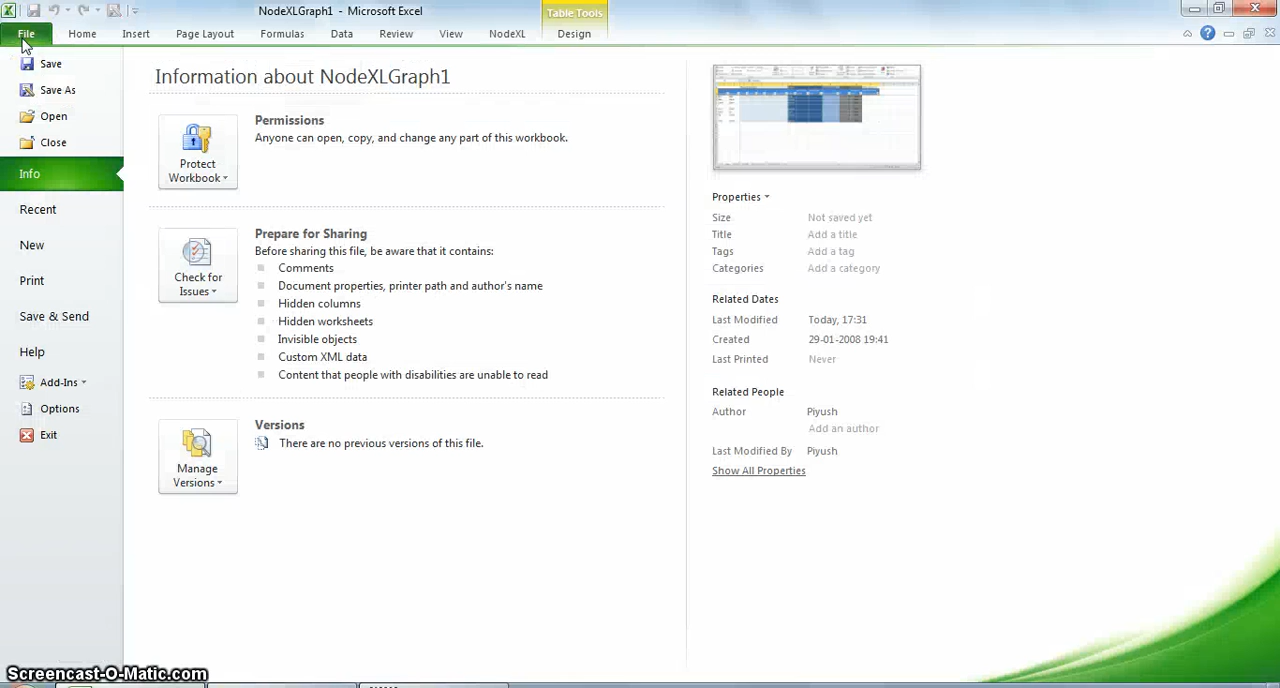 NodeXLGraph1 - Microsoft Excel
Table Tools
File Home Insert Page Layout Formulas Data Review View NodeXL Design
Save
Save As
Open
Close
Info
Recent
New
Print
Save & Send
Help
Add-Ins
Options
Exit
Information about NodeXLGraph1
Protect
Workbook
Permissions
Anyone can open, copy, and change any part of this workbook.
Check for
Issues
Prepare for Sharing
Before sharing this file, be aware that it contains:
Comments
Document properties, printer path and author's name
Hidden columns
Hidden worksheets
Invisible objects
Custom XML data
Content that people with disabilities are unable to read
Manage
Versions
Versions
There are no previous versions of this file.
Properties
Size Not saved yet
Title Add a title
Tags Add a tag
Categories Add a category
Related Dates
Last Modified Today, 17:31
Created 29-01-2008 19:41
Last Printed Never
Related People
Author Piyush
Add an author
Last Modified By Piyush
Show All Properties
Screencast-O-Matic.com